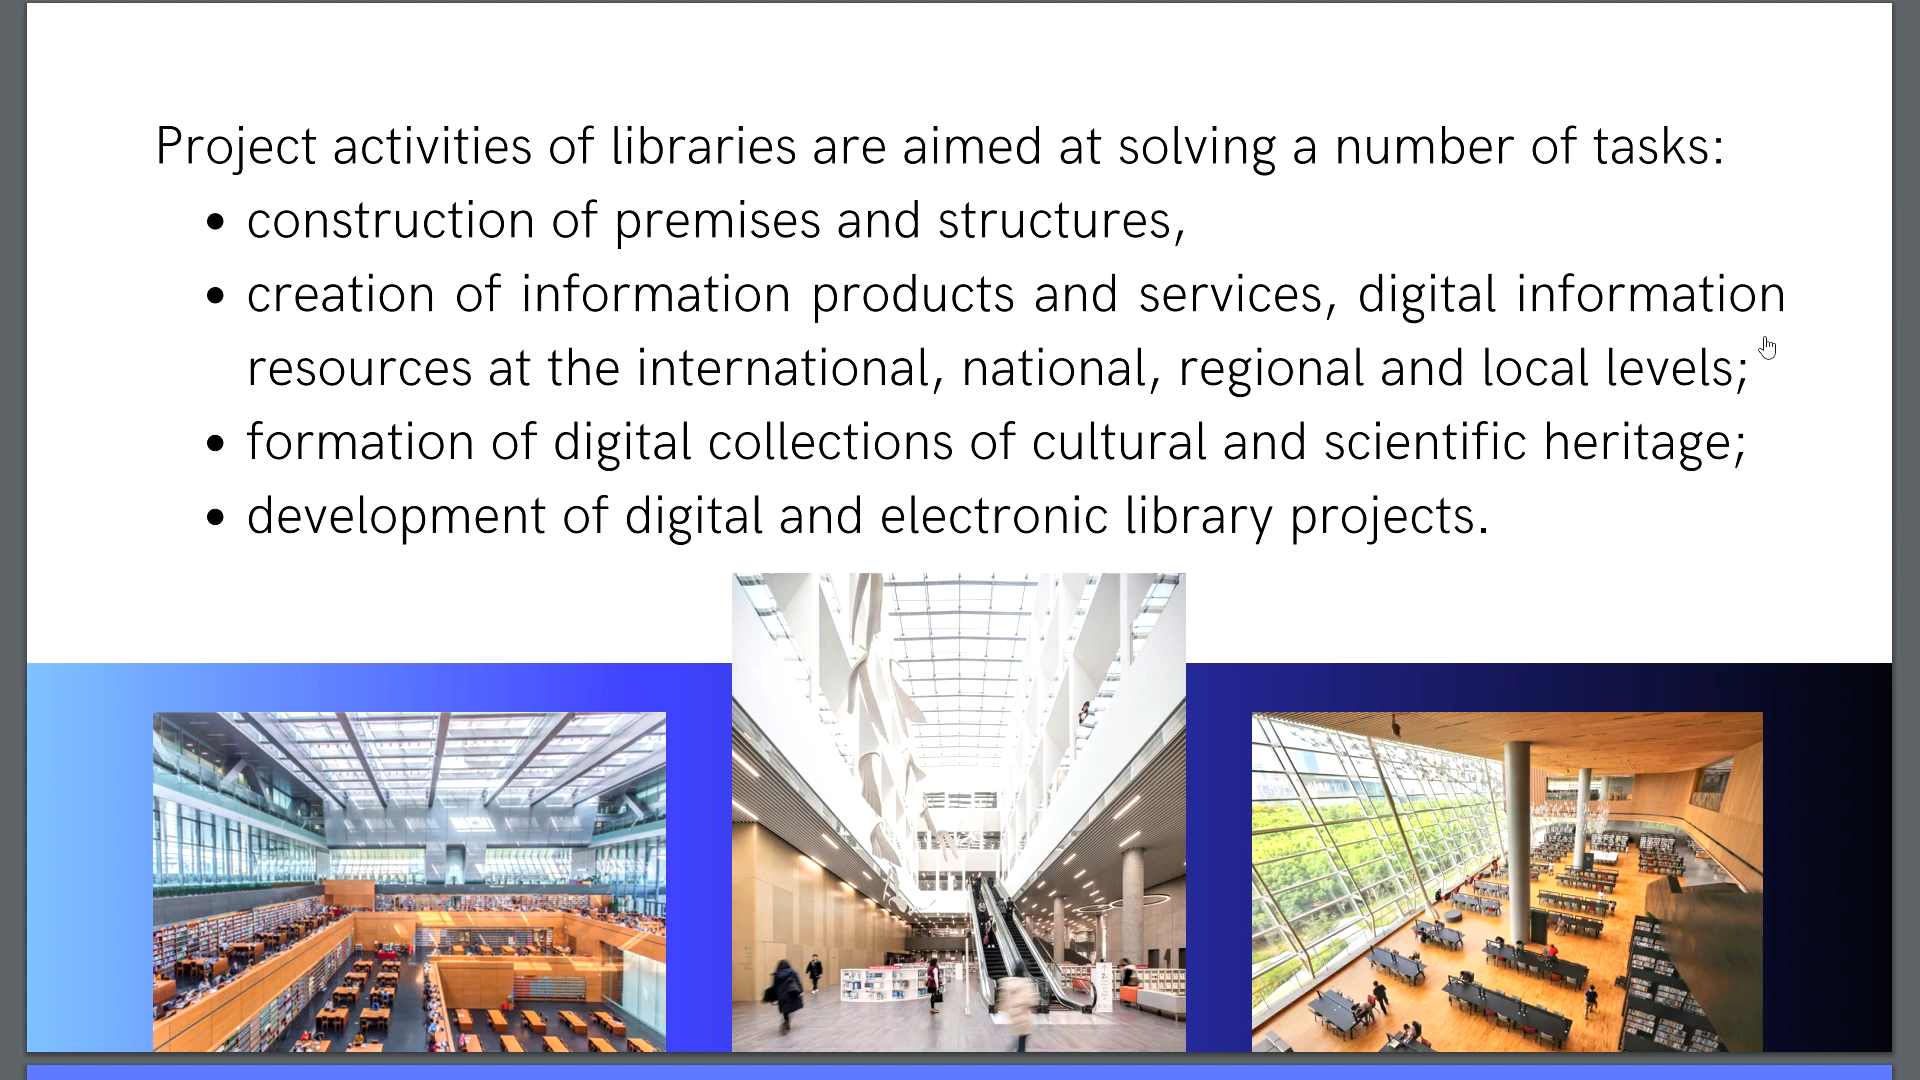 Project activities of libraries are aimed at solving a number of tasks:
• construction of premises and structures,
• creation of information products and services, digital information
resources at the international, national, regional and local levels;
• formation of digital collections of cultural and scientific heritage;
• development of digital and electronic library projects.